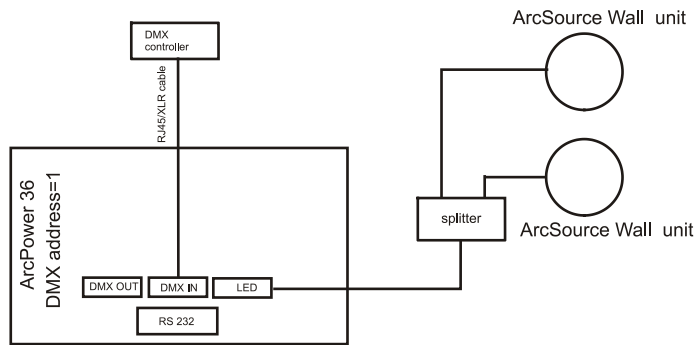 ArcSource Wall unit
DMX
controller
RJ45/XLR cable
ArcPower 36
DMX address=1
splitter
ArcSource Wall unit
DMX OUT
DMX IN
LED
RS 232